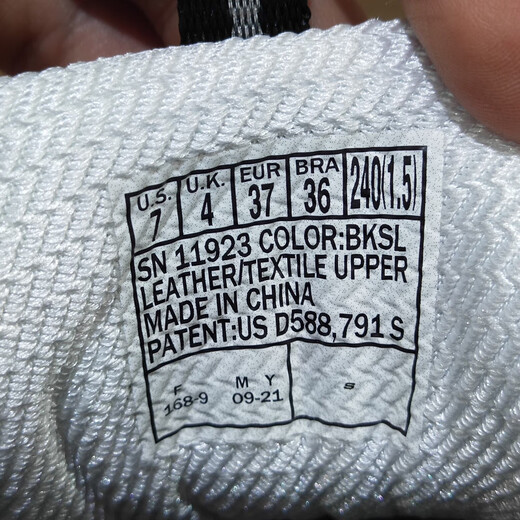 U.S. U.K. EUR BRA 240(1.5)
7 4 37 36
SN 11923 COLOR:BKSL
LEATHER/TEXTILE UPPER
MADE IN CHINA
PATENT:US D588,791 S
F M Y S
168-9 09-21